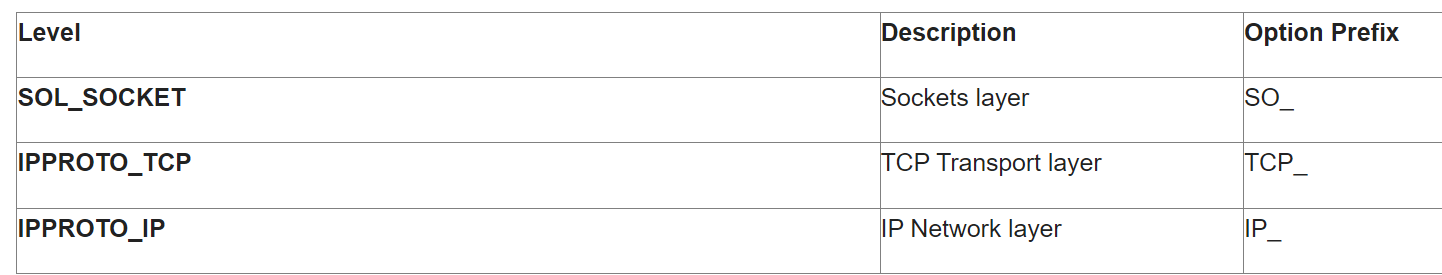 Level Description Option Prefix
SOL_SOCKET Sockets layer SO_
IPPROTO_TCP TCP Transport layer TCP_
IPPROTO_IP IP Network layer IP_